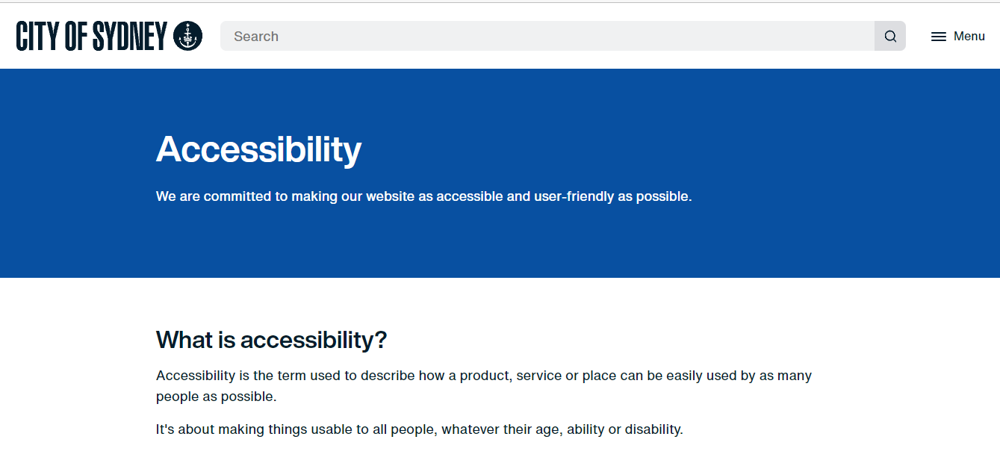 CITY OF SYDNEY
Search
Menu
Accessibility
We are committed to making our website as accessible and user-friendly as possible.
What is accessibility?
Accessibility is the term used to describe how a product, service or place can be easily used by as many
people as possible.
It's about making things usable to all people, whatever their age, ability or disability.